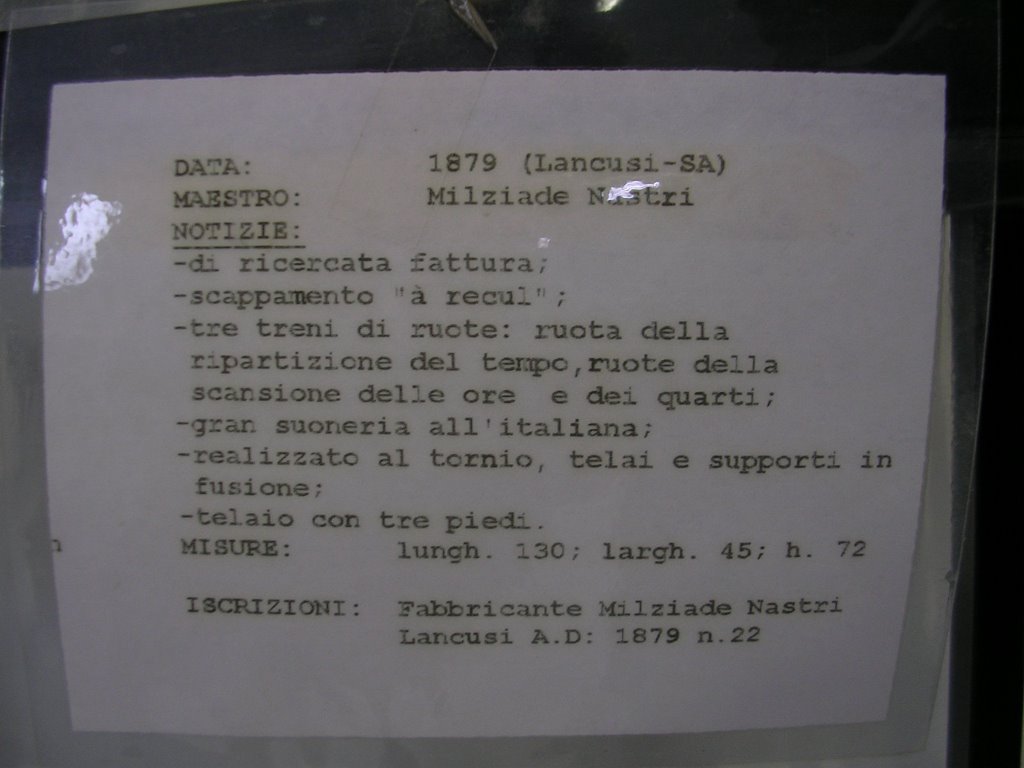 DATA: 1879 (Lancusi-SA)
MAESTRO: Milziade Nastri
NOTIZIE:
-di ricercata fattura;
-scappamento "à recul";
-tre treni di ruote: ruota della
ripartizione del tempo,ruote della
scansione delle ore e dei quarti;
-gran suoneria all'italiana;
-realizzato al tornio, telai e supporti in
fusione;
-telaio con tre piedi.
MISURE: lungh. 130; largh. 45; h. 72
ISCRIZIONI: Fabbricante Milziade Nastri
Lancusi A.D: 1879 n.22